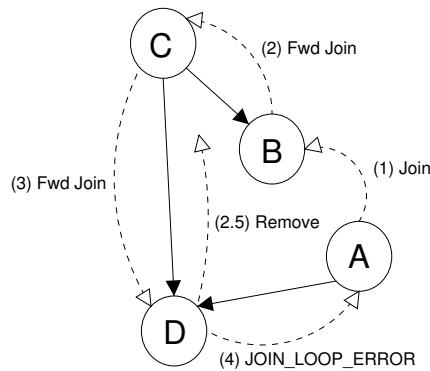 C
(2) Fwd Join
B
(1) Join
(3) Fwd Join
(2.5) Remove
A
D
(4) JOIN_LOOP_ERROR